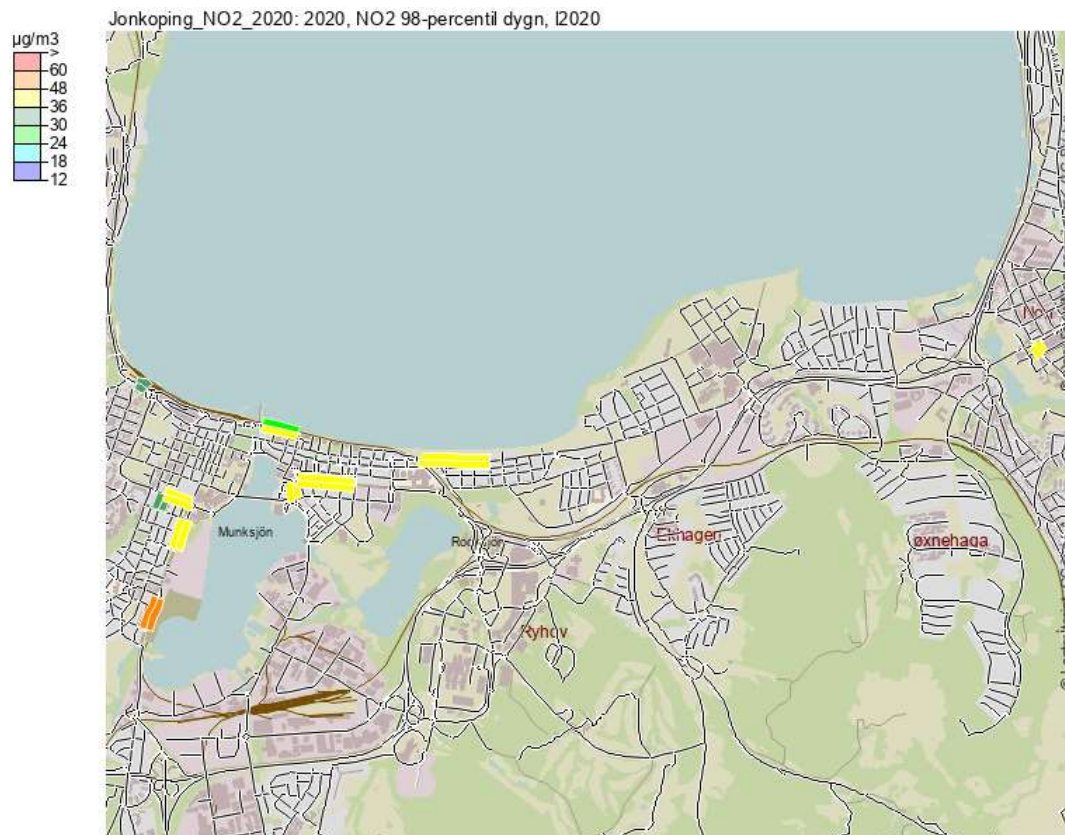 Jonkoping_NO2_2020: 2020, NO2 98-percentil dygn, I2020
µg/m3
>
60
48
36
30
24
18
12
Munksjön
Ekhagen
øxnehaga
Ryhov